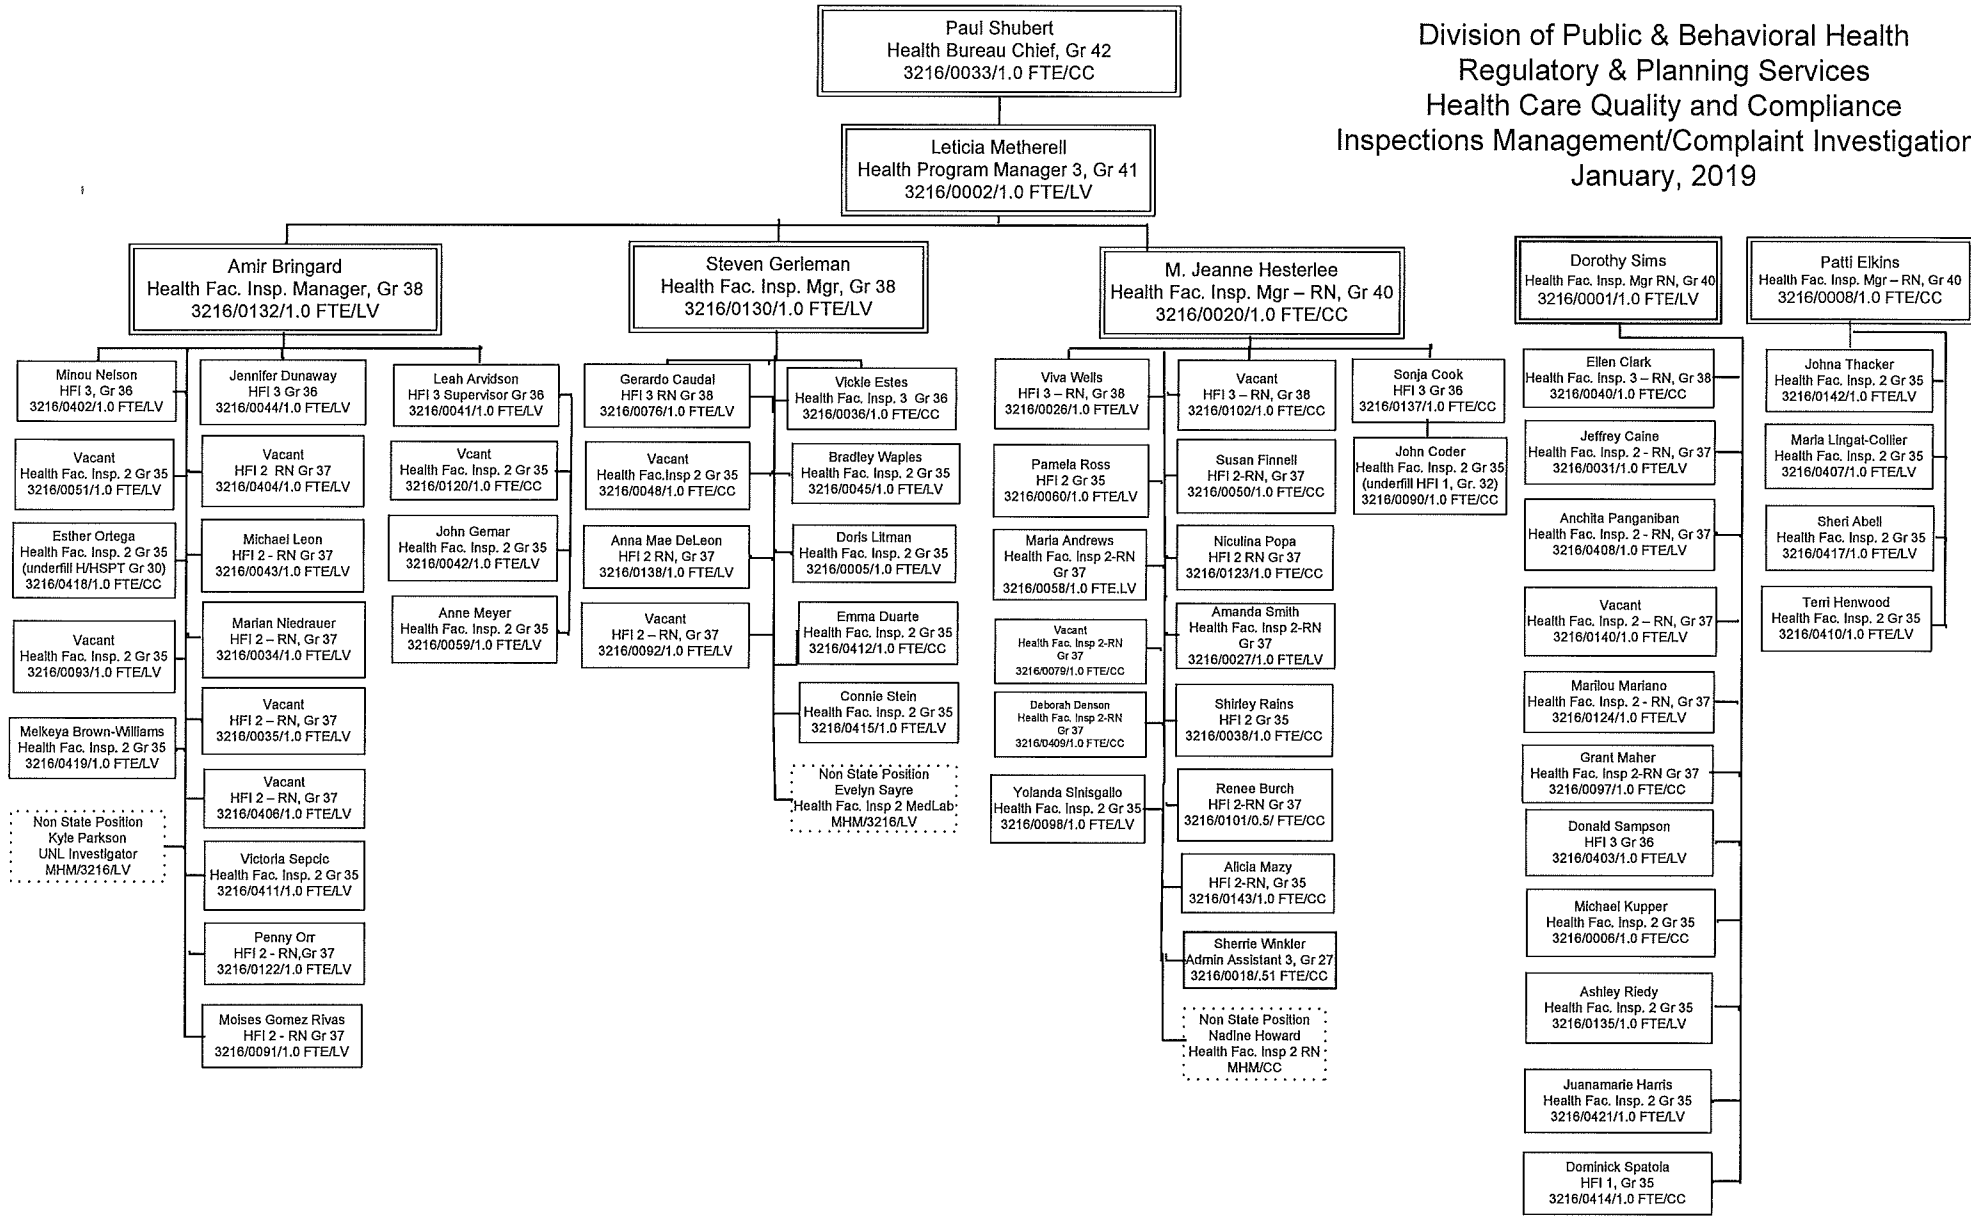 Paul Shubert
Health Bureau Chief, Gr 42
3216/0033/1.0 FTE/CC
Division of Public & Behavioral Health
Regulatory & Planning Services
Health Care Quality and Compliance
Inspections Management/Complaint Investigation
January, 2019
Leticia Metherell
Health Program Manager 3, Gr 41
3216/0002/1.0 FTE/LV
Amir Bringard
Health Fac. Insp. Manager, Gr 38
3216/0132/1.0 FTE/LV
Steven Gerleman
Health Fac. Insp. Mgr, Gr 38
3216/0130/1.0 FTE/LV
M. Jeanne Hesterlee
Health Fac. Insp. Mgr – RN, Gr 40
3216/0020/1.0 FTE/CC
Dorothy Sims
Health Fac. Insp. Mgr RN, Gr 40
3216/0001/1.0 FTE/LV
Patti Elkins
Health Fac. Insp. Mgr – RN, Gr 40
3216/0008/1.0 FTE/CC
Minou Nelson
HFI 3, Gr 36
3216/0402/1.0 FTE/LV
Vacant
Health Fac. Insp. 2 Gr 35
3216/0051/1.0 FTE/LV
Esther Ortega
Health Fac. Insp. 2 Gr 35
(underfill H/HSPT Gr 30)
3216/0418/1.0 FTE/CC
Vacant
Health Fac. Insp. 2 Gr 35
3216/0093/1.0 FTE/LV
Melkeya Brown-Williams
Health Fac. Insp. 2 Gr 35
3216/0419/1.0 FTE/LV
Non State Position
Kyle Parkson
UNL Investigator
MHM/3216/LV
Jennifer Dunaway
HFI 3 Gr 36
3216/0044/1.0 FTE/LV
Vacant
HFI 2 RN Gr 37
3216/0404/1.0 FTE/LV
Michael Leon
HFI 2 - RN Gr 37
3216/0043/1.0 FTE/LV
Marian Niedrauer
HFI 2 – RN, Gr 37
3216/0034/1.0 FTE/LV
Vacant
HFI 2 – RN, Gr 37
3216/0035/1.0 FTE/LV
Vacant
HFI 2 – RN, Gr 37
3216/0406/1.0 FTE/LV
Victoria Sepcic
Health Fac. Insp. 2 Gr 35
3216/0411/1.0 FTE/LV
Penny Orr
HFI 2 - RN,Gr 37
3216/0122/1.0 FTE/LV
Moises Gomez Rivas
HFI 2 - RN Gr 37
3216/0091/1.0 FTE/LV
Leah Arvidson
HFI 3 Supervisor Gr 36
3216/0041/1.0 FTE/LV
Vcant
Health Fac. Insp. 2 Gr 35
3216/0120/1.0 FTE/CC
John Gemar
Health Fac. Insp. 2 Gr 35
3216/0042/1.0 FTE/LV
Anne Meyer
Health Fac. Insp. 2 Gr 35
3216/0059/1.0 FTE/LV
Gerardo Caudal
HFI 3 RN Gr 38
3216/0076/1.0 FTE/LV
Vacant
Health Fac.Insp 2 Gr 35
3216/0048/1.0 FTE/CC
Anna Mae DeLeon
HFI 2 RN, Gr 37
3216/0138/1.0 FTE/LV
Vacant
HFI 2 – RN, Gr 37
3216/0092/1.0 FTE/LV
Vickie Estes
Health Fac. Insp. 3 Gr 36
3216/0036/1.0 FTE/CC
Bradley Waples
Health Fac. Insp. 2 Gr 35
3216/0045/1.0 FTE/LV
Doris Litman
Health Fac. Insp. 2 Gr 35
3216/0005/1.0 FTE/LV
Emma Duarte
Health Fac. Insp. 2 Gr 35
3216/0412/1.0 FTE/CC
Connie Stein
Health Fac. Insp. 2 Gr 35
3216/0415/1.0 FTE/LV
Non State Position
Evelyn Sayre
Health Fac. Insp 2 MedLab
MHM/3216/LV
Viva Wells
HFI 3 – RN, Gr 38
3216/0026/1.0 FTE/LV
Pamela Ross
HFI 2 Gr 35
3216/0060/1.0 FTE/LV
Maria Andrews
Health Fac. Insp 2-RN
Gr 37
3216/0058/1.0 FTE.LV
Vacant
Health Fac. Insp 2-RN
Gr 37
3216/0079/1.0 FTE/CC
Deborah Denson
Health Fac. Insp 2-RN
Gr 37
3216/0409/1.0 FTE/CC
Yolanda Sinisgallo
Health Fac. Insp. 2 Gr 35
3216/0098/1.0 FTE/LV
Vacant
HFI 3 – RN, Gr 38
3216/0102/1.0 FTE/CC
Susan Finnell
HFI 2-RN, Gr 37
3216/0050/1.0 FTE/CC
Niculina Popa
HFI 2 RN Gr 37
3216/0123/1.0 FTE/CC
Amanda Smith
Health Fac. Insp 2-RN
Gr 37
3216/0027/1.0 FTE/LV
Shirley Rains
HFI 2 Gr 35
3216/0038/1.0 FTE/CC
Renee Burch
HFI 2-RN Gr 37
3216/0101/0.5/ FTE/CC
Alicia Mazy
HFI 2-RN, Gr 35
3216/0143/1.0 FTE/CC
Sherrie Winkler
Admin Assistant 3, Gr 27
3216/0018/.51 FTE/CC
Non State Position
Nadine Howard
Health Fac. Insp 2 RN
MHM/CC
Sonja Cook
HFI 3 Gr 36
3216/0137/1.0 FTE/CC
John Coder
Health Fac. Insp. 2 Gr 35
(underfill HFI 1, Gr. 32)
3216/0090/1.0 FTE/CC
Ellen Clark
Health Fac. Insp. 3 – RN, Gr 38
3216/0040/1.0 FTE/CC
Jeffrey Caine
Health Fac. Insp. 2 - RN, Gr 37
3216/0031/1.0 FTE/LV
Anchita Panganiban
Health Fac. Insp. 2 - RN, Gr 37
3216/0408/1.0 FTE/LV
Vacant
Health Fac. Insp. 2 – RN, Gr 37
3216/0140/1.0 FTE/LV
Marilou Mariano
Health Fac. Insp. 2 - RN, Gr 37
3216/0124/1.0 FTE/LV
Grant Maher
Health Fac. Insp 2-RN Gr 37
3216/0097/1.0 FTE/CC
Donald Sampson
HFI 3 Gr 36
3216/0403/1.0 FTE/LV
Michael Kupper
Health Fac. Insp. 2 Gr 35
3216/0006/1.0 FTE/CC
Ashley Riedy
Health Fac. Insp. 2 Gr 35
3216/0135/1.0 FTE/LV
Juanamarie Harris
Health Fac. Insp. 2 Gr 35
3216/0421/1.0 FTE/LV
Dominick Spatola
HFI 1, Gr 35
3216/0414/1.0 FTE/CC
Johna Thacker
Health Fac. Insp. 2 Gr 35
3216/0142/1.0 FTE/LV
Maria Lingat-Collier
Health Fac. Insp. 2 Gr 35
3216/0407/1.0 FTE/LV
Sheri Abell
Health Fac. Insp. 2 Gr 35
3216/0417/1.0 FTE/LV
Terri Henwood
Health Fac. Insp. 2 Gr 35
3216/0410/1.0 FTE/LV